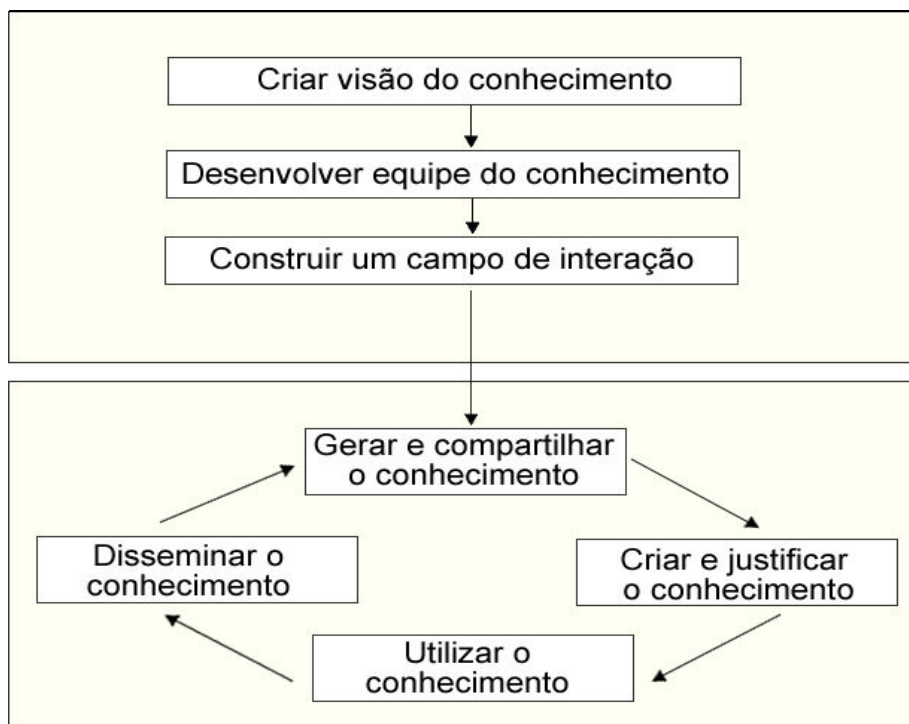 Criar visão do conhecimento
Desenvolver equipe do conhecimento
Construir um campo de interação
Gerar e compartilhar
o conhecimento
Disseminar o
conhecimento
Criar e justificar
o conhecimento
Utilizar o
conhecimento